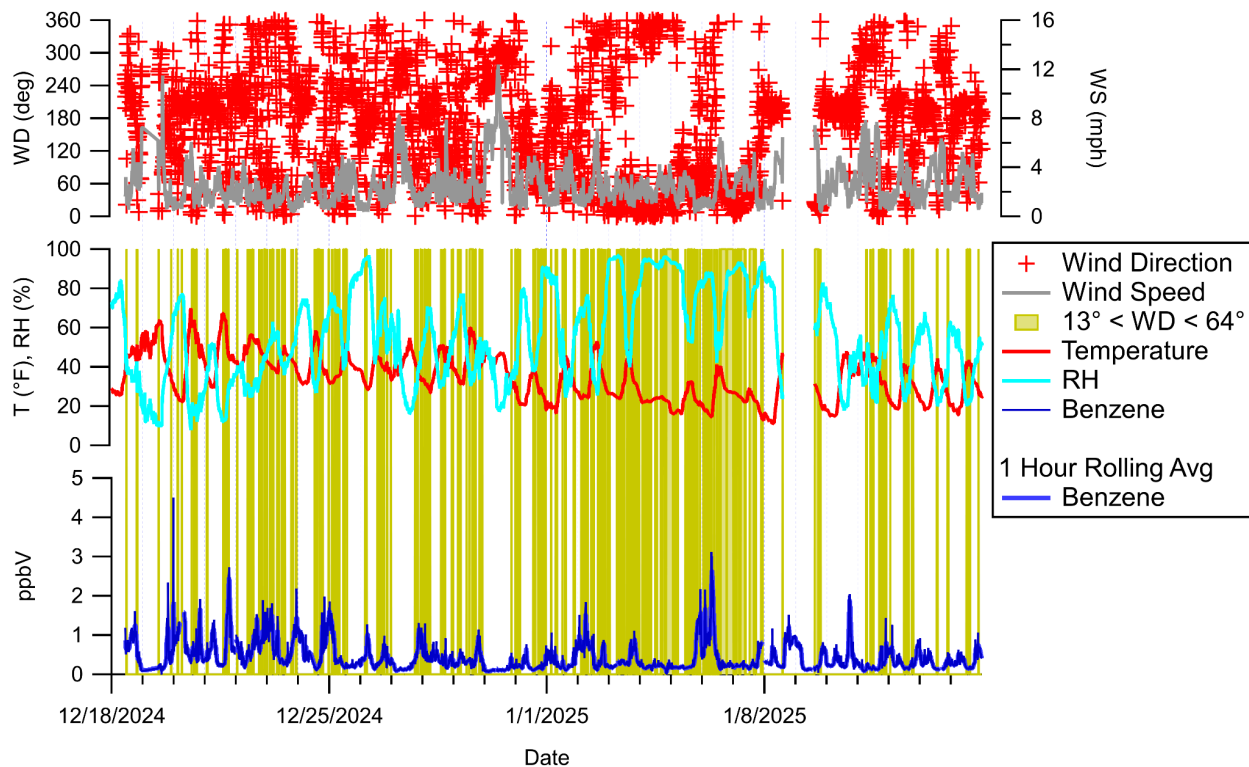 360
300
240
180
120
60
0
WD (deg)
16
12
8
4
0
WS (mph)
100
80
60
40
20
0
T (°F), RH (%)
Wind Direction
Wind Speed
13° < WD < 64°
Temperature
RH
Benzene
1 Hour Rolling Avg
Benzene
5
4
3
2
1
0
ppbV
12/18/2024
12/25/2024
1/1/2025
1/8/2025
Date